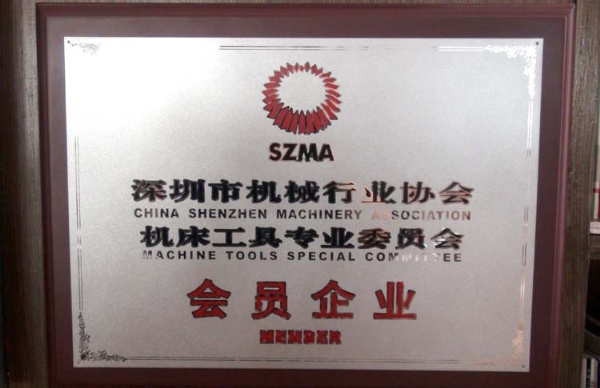 SZMA
深圳市机械行业协会
CHINA SHENZHEN MACHINERY ASSOCIATION
机床工具专业委员会
MACHINE TOOLS SPECIAL COMMITTEE
会员企业
MEMBER